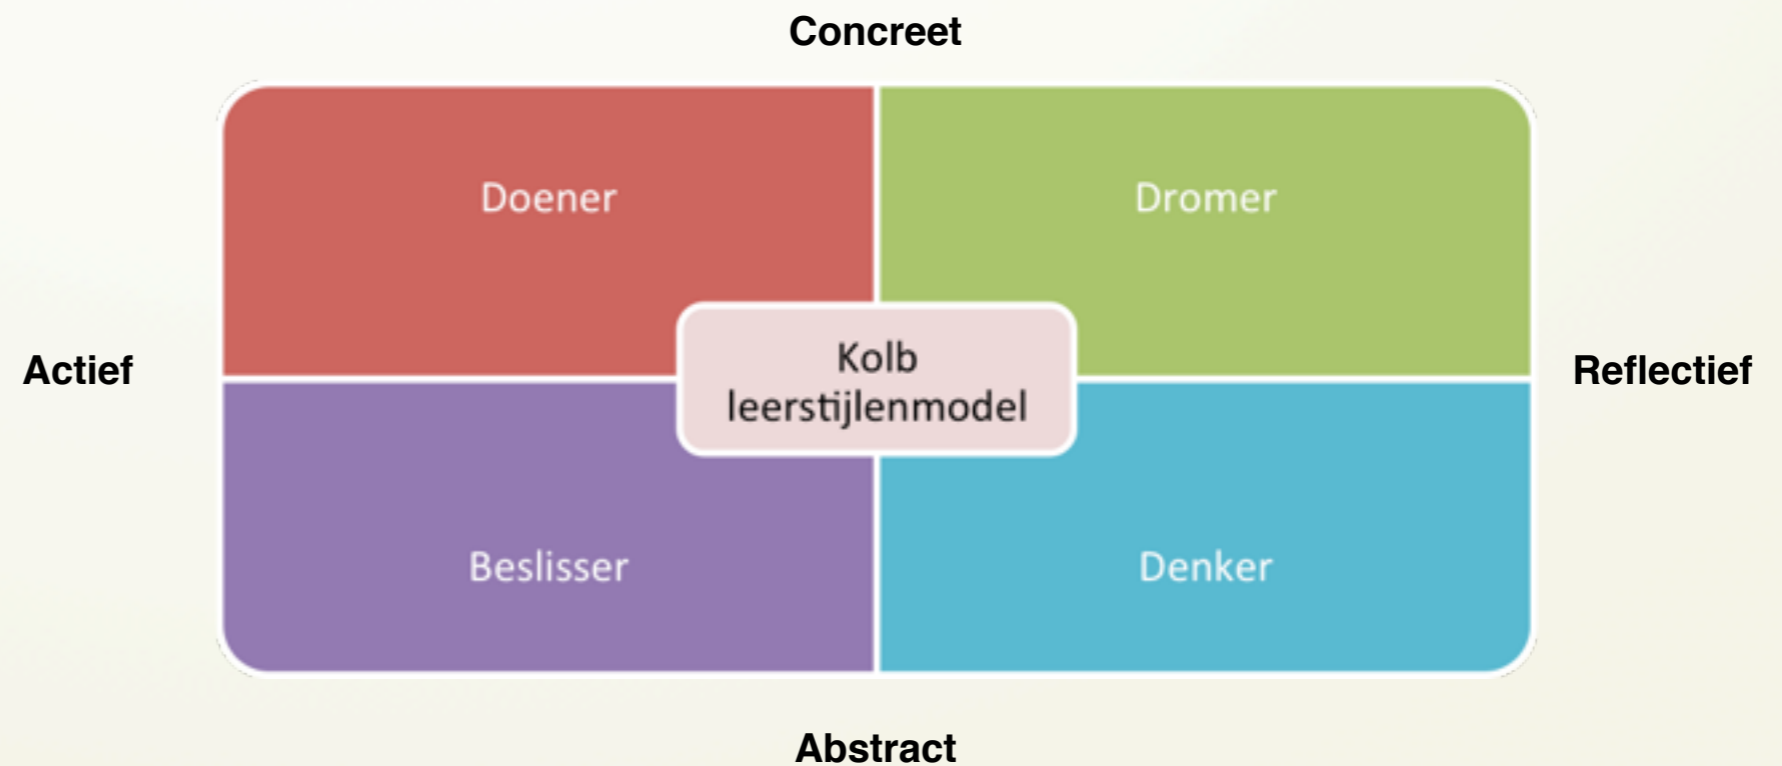 Concreet
Doener
Dromer
Actief
Kolb
leerstijlenmodel
Reflectief
Beslisser
Denker
Abstract